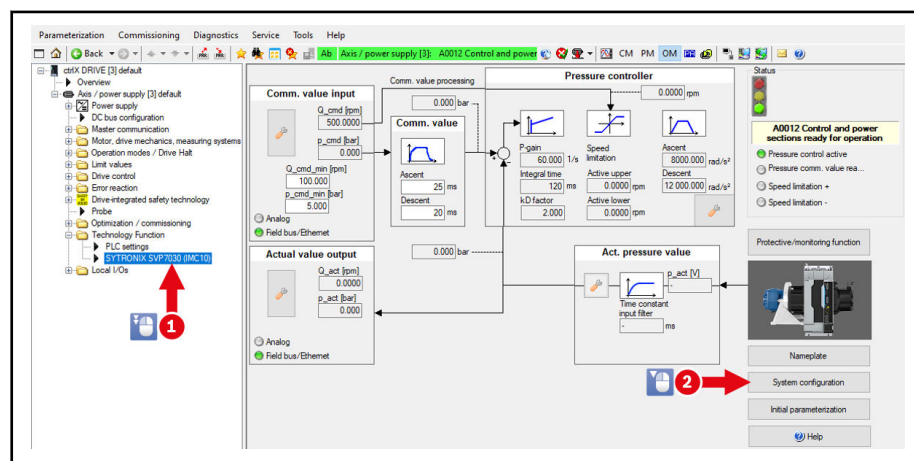 Parameterization Commissioning Diagnostics Service Tools Help
Back
Ab Axis / power supply [3]: A0012 Control and power
CM PM OM
ctrlX DRIVE [3] default
Overview
Axis / power supply [3] default
Power supply
DC bus configuration
Master communication
Motor, drive mechanics, measuring systems
Operation modes / Drive Halt
Limit values
Drive control
Error reaction
Drive-integrated safety technology
Probe
Optimization / commissioning
Technology Function
PLC settings
SYTRONIX SVP7030 (IMC10)
Local I/Os
1
Comm. value input
Q_cmd [rpm]
500.0000
p_cmd [bar]
0.000
Q_cmd_min [rpm]
100.000
p_cmd_min [bar]
5.000
Analog
Field bus/Ethernet
Comm. value processing
0.000 bar
Comm. value
Ascent
25 ms
Descent
20 ms
Pressure controller
0.0000 rpm
P-gain
60.000 1/s
Integral time
120 ms
kD factor
2.000
Speed
limitation
Active upper
0.0000 rpm
Active lower
0.0000 rpm
Ascent
8000.000 rad/s²
Descent
12 000.000 rad/s²
Actual value output
Q_act [rpm]
0.0000
p_act [bar]
0.000
Analog
Field bus/Ethernet
0.000 bar
Act. pressure value
p_act [V]
-
Time constant
input filter
- ms
Status
A0012 Control and power
sections ready for operation
Pressure control active
Pressure comm. value rea...
Speed limitation +
Speed limitation -
Protective/monitoring function
Nameplate
2
System configuration
Initial parameterization
Help